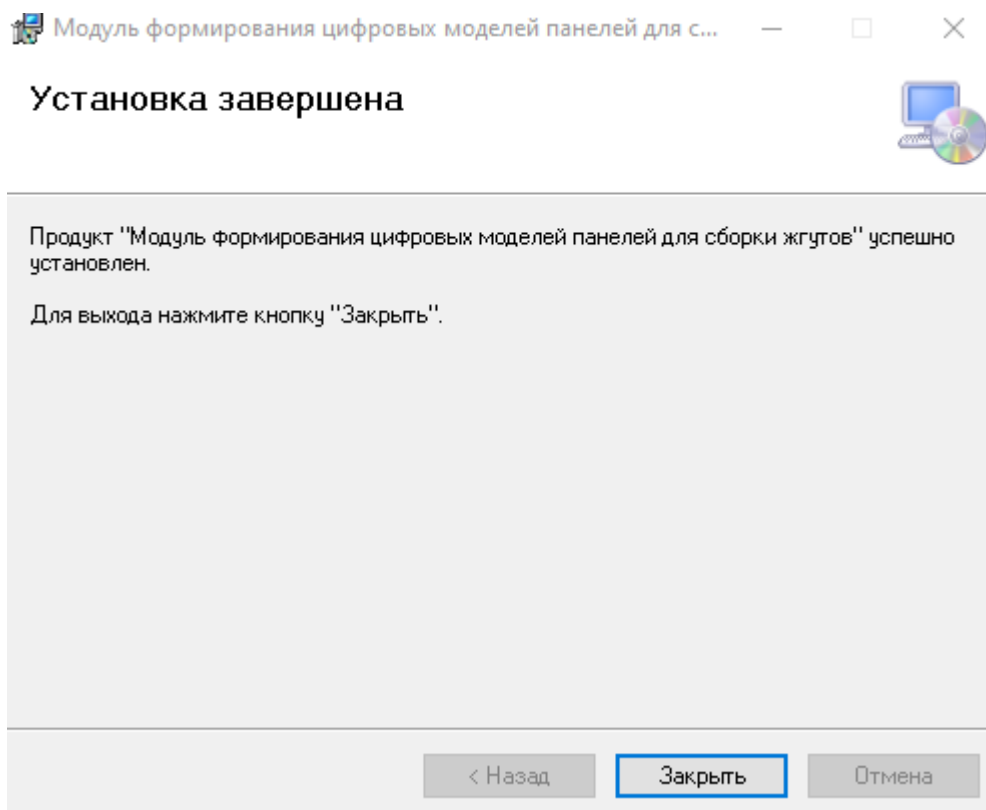 Модуль формирования цифровых моделей панелей для с...
Установка завершена
Продукт "Модуль формирования цифровых моделей панелей для сборки жгутов" успешно
установлен.
Для выхода нажмите кнопку "Закрыть".
< Назад
Закрыть
Отмена